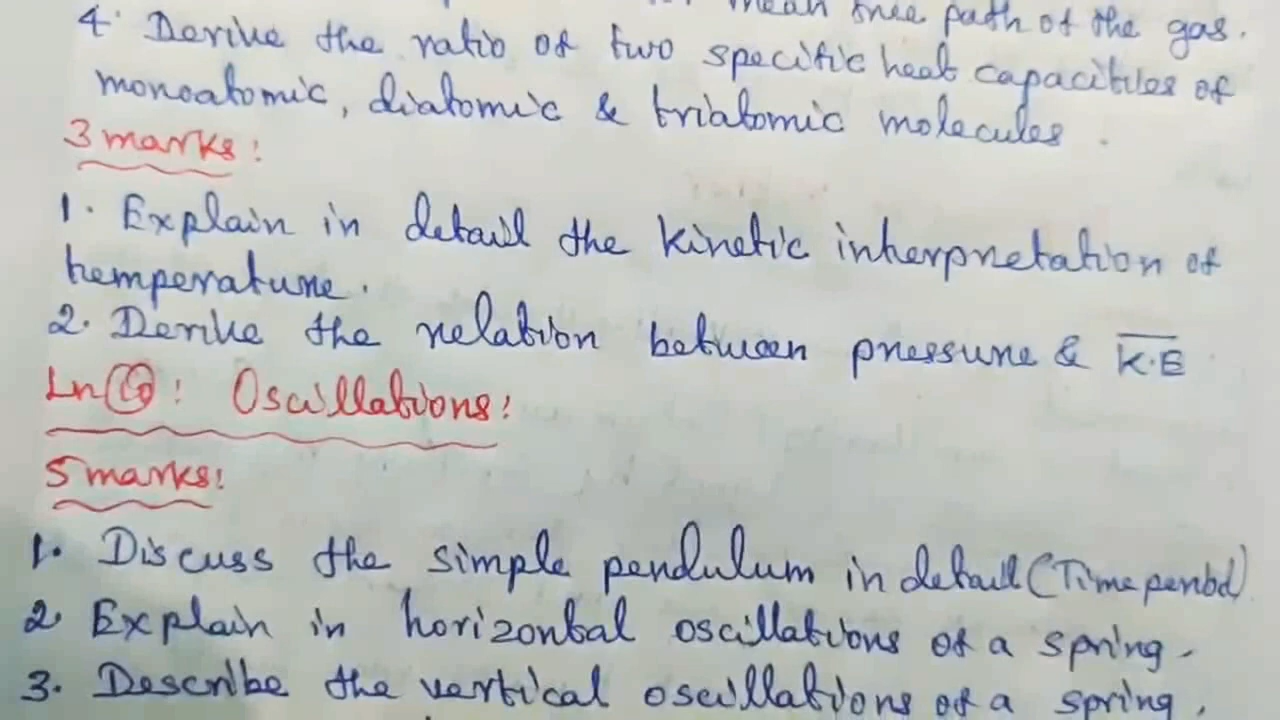 mean free path of the gas.
4. Derive the ratio of two specific heat capacities of
monoatomic, diatomic & triatomic molecules.
3 marks:
1. Explain in detail the kinetic interpretation of
temperature.
2. Derive the relation between pressure & K.E
Ln: Oscillations:
5 marks:
1. Discuss the simple pendulum in detail (Time period)
2. Explain in horizontal oscillations of a spring.
3. Describe the vertical oscillations of a spring.